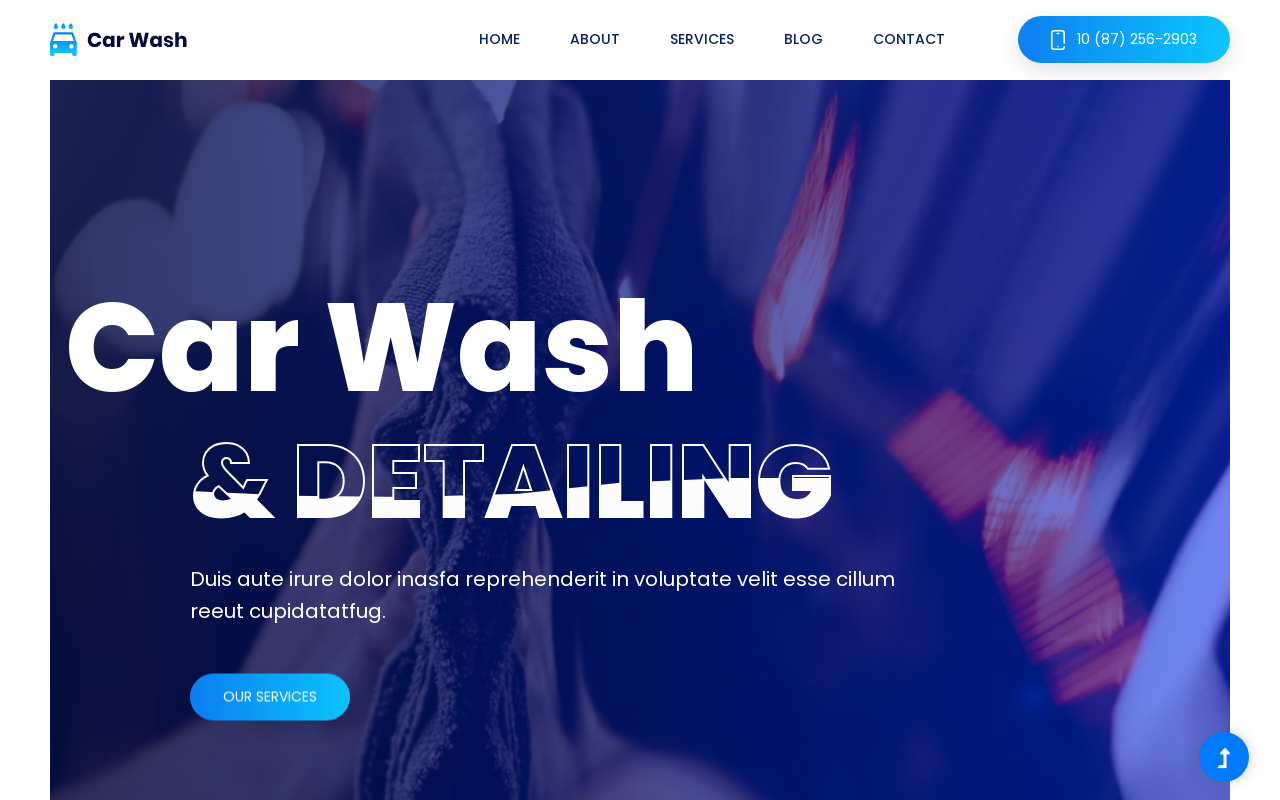 Car Wash
HOME
ABOUT
SERVICES
BLOG
CONTACT
10 (87) 256-2903
Car Wash
& DETAILING
Duis aute irure dolor inasfa reprehenderit in voluptate velit esse cillum
reeut cupidatatfug.
OUR SERVICES